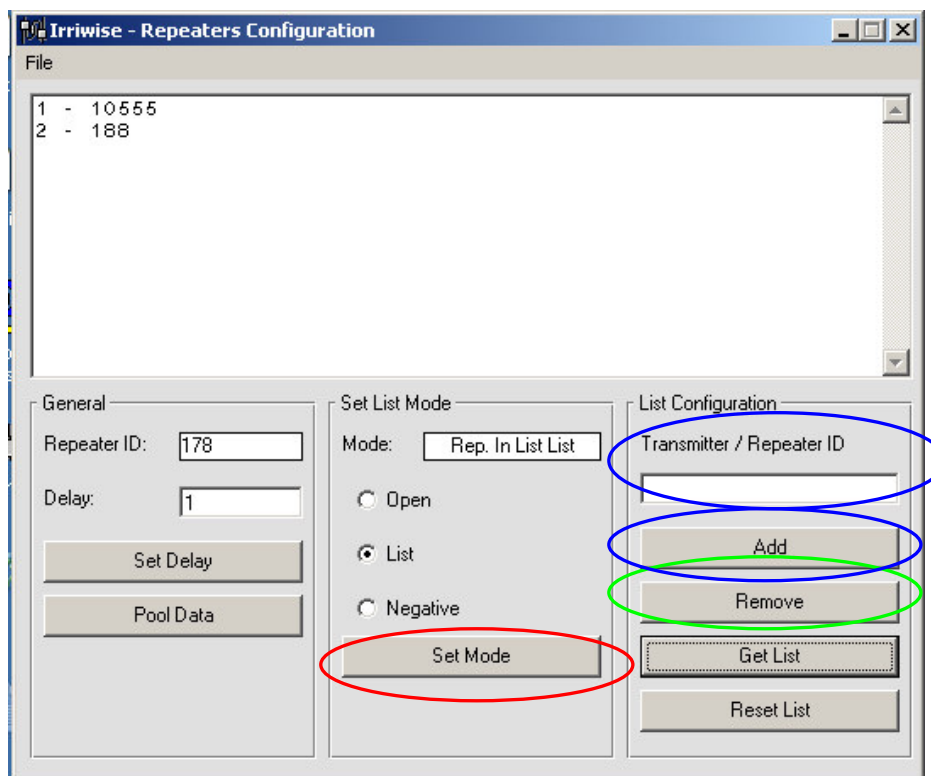 Irriwise - Repeaters Configuration
File
1 - 10555
2 - 188
General
Repeater ID: 178
Delay: 1
Set Delay
Pool Data
Set List Mode
Mode: Rep. In List List
Open
List
Negative
Set Mode
List Configuration
Transmitter / Repeater ID
Add
Remove
Get List
Reset List